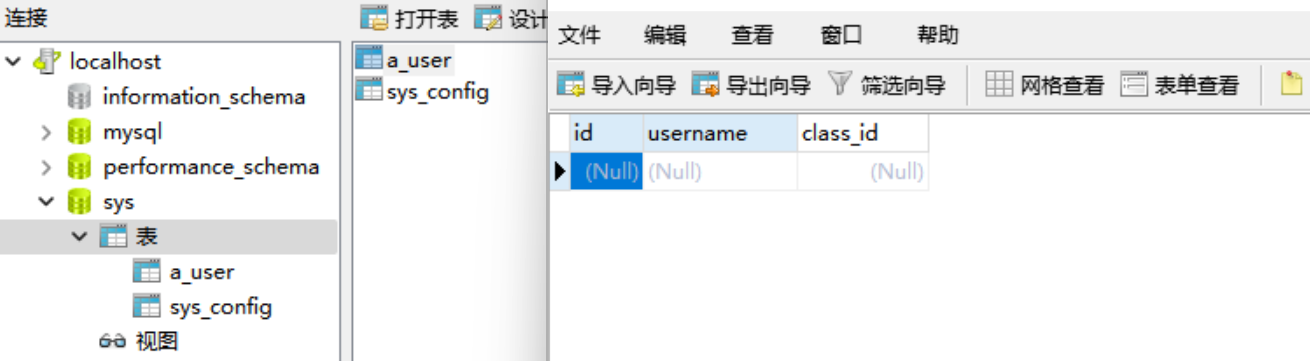 连接
localhost
information_schema
mysql
performance_schema
sys
表
a_user
sys_config
视图
打开表 设计
a_user
sys_config
文件 编辑 查看 窗口 帮助
导入向导 导出向导 筛选向导 网格查看 表单查看
id username class_id
(Null) (Null) (Null)